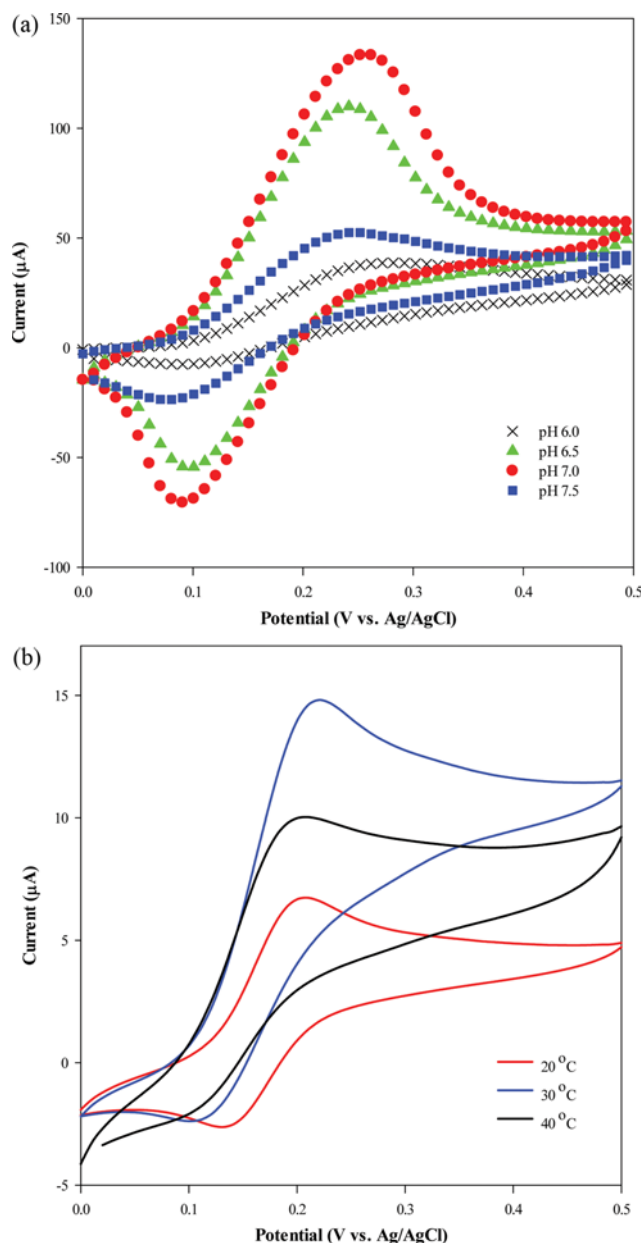 (a)
150
100
50
0
-50
-100
Current (µA)
pH 6.0
pH 6.5
pH 7.0
pH 7.5
0.0 0.1 0.2 0.3 0.4 0.5
Potential (V vs. Ag/AgCl)
(b)
15
10
5
0
-5
Current (µA)
20 °C
30 °C
40 °C
0.0 0.1 0.2 0.3 0.4 0.5
Potential (V vs. Ag/AgCl)